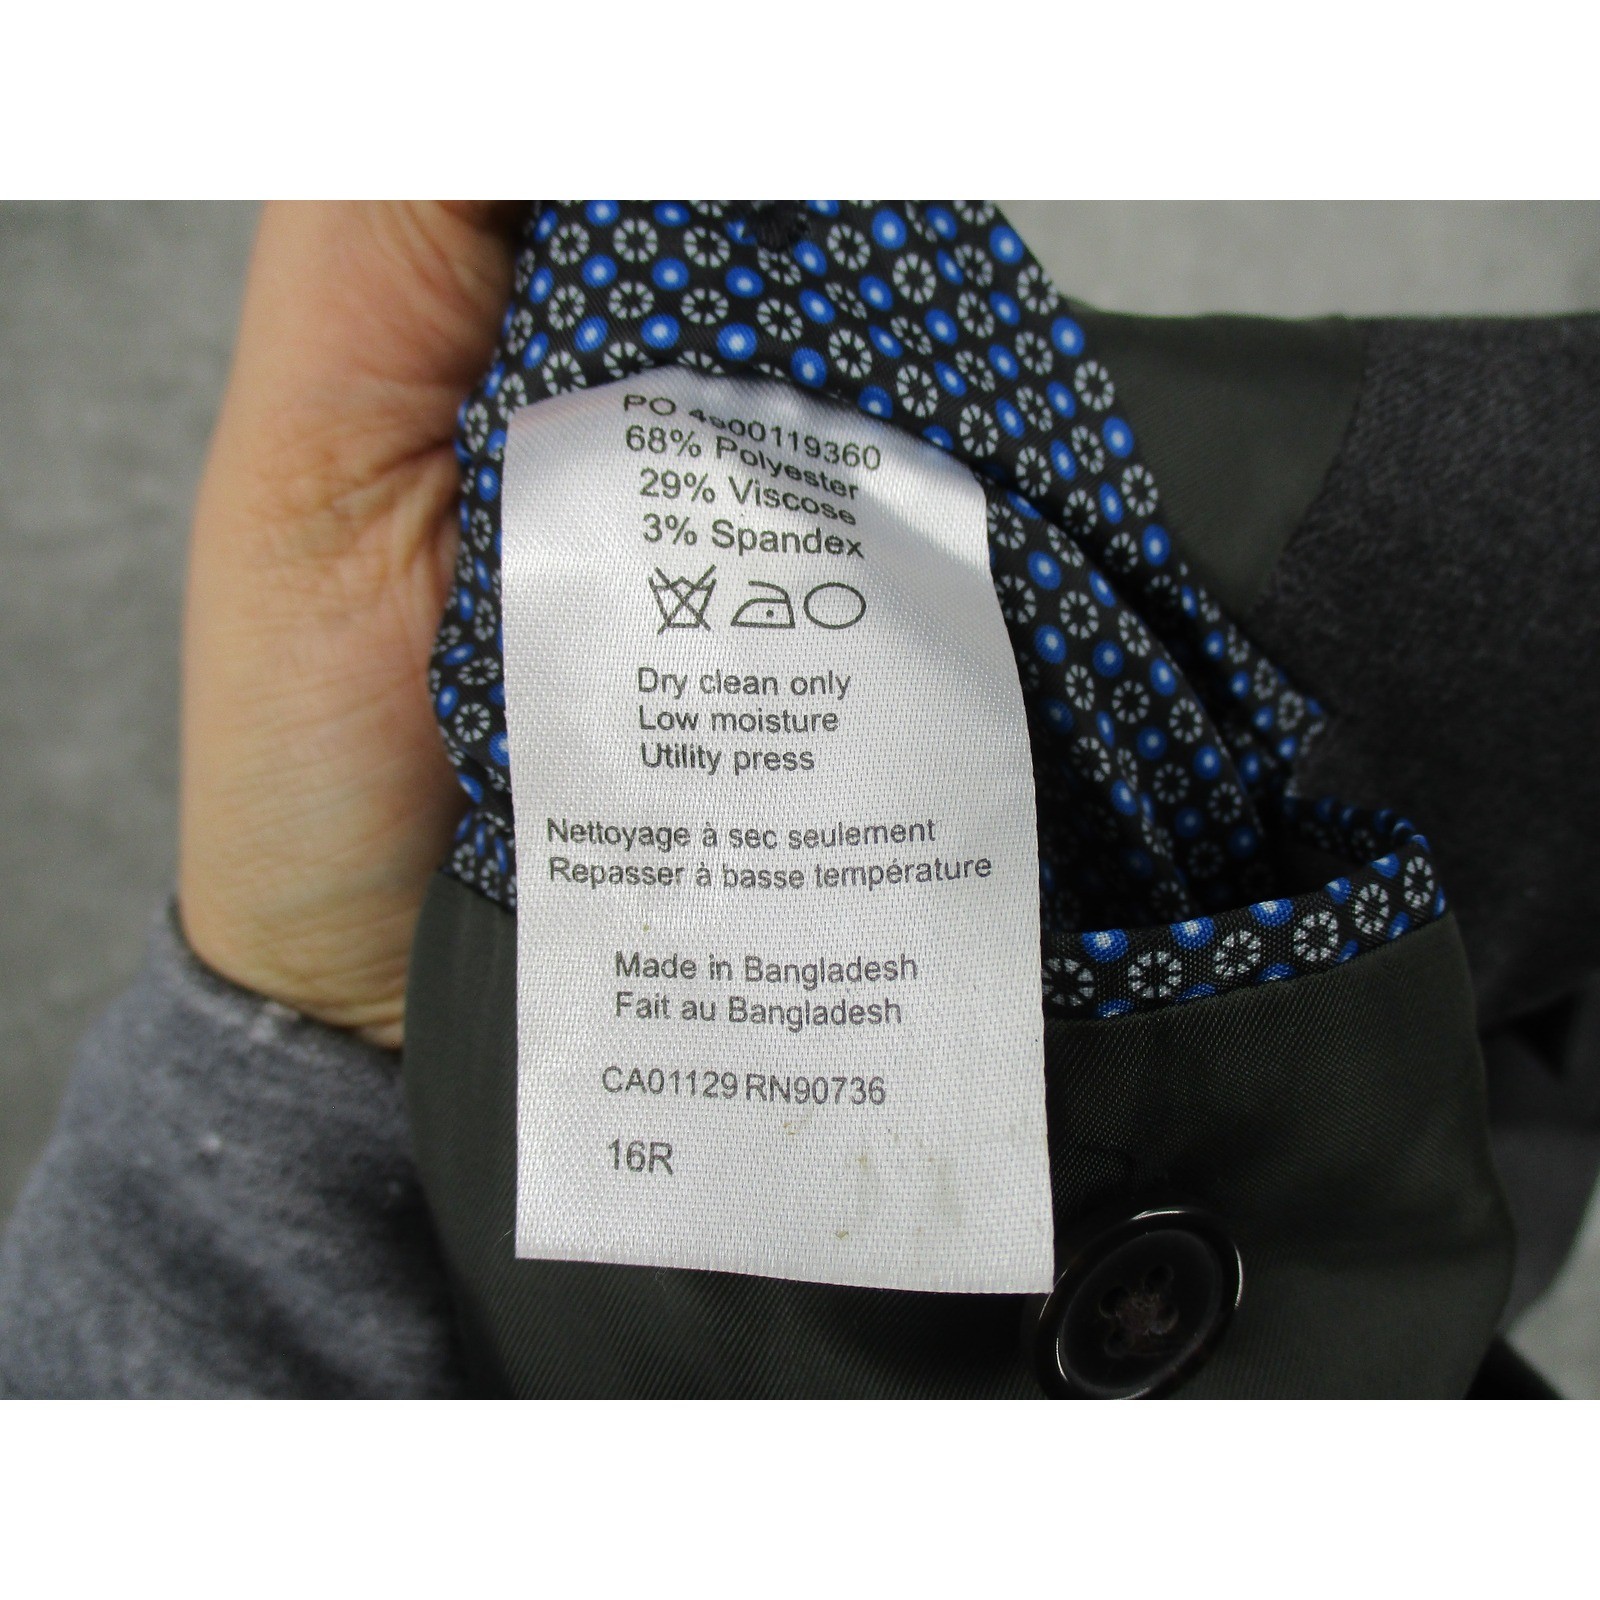 PO
68% Polyester
29% Viscose
3% Spandex
Dry clean only
Low moisture
Utility press
Nettoyage à sec seulement
Repasser à basse température
Made in Bangladesh
Fait au Bangladesh
CA01129 RN90736
16R